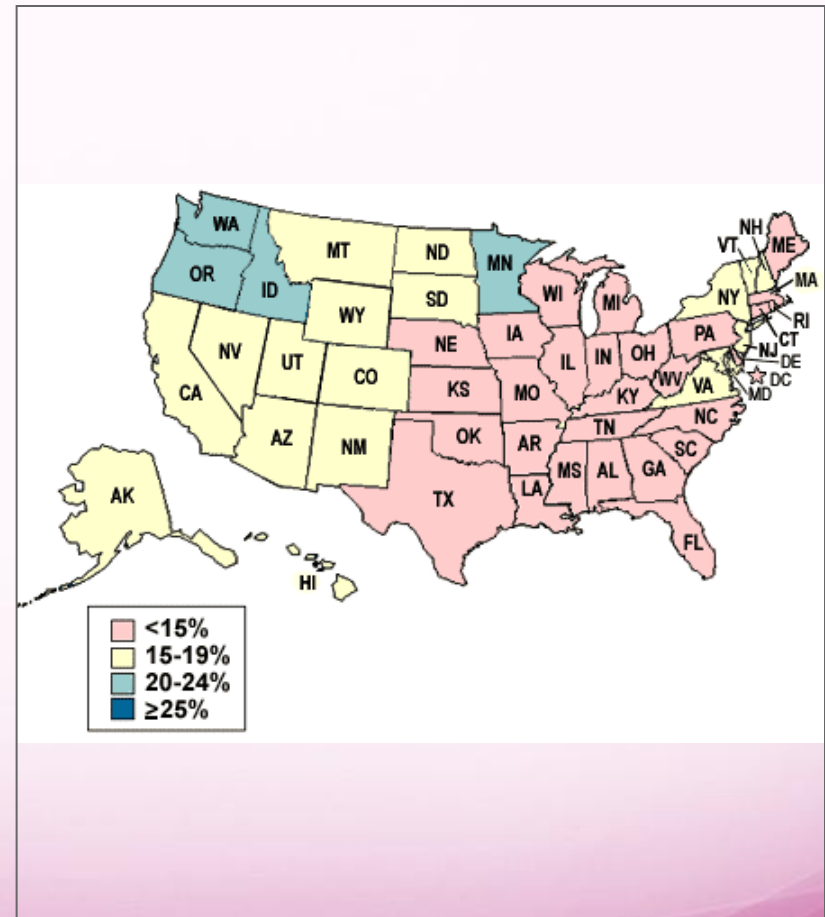 NH
ME
VT
WA
MT
ND
MN
MA
OR
ID
SD
WI
MI
NY
WY
RI
CT
NV
UT
CO
NE
IA
IL
IN
OH
PA
NJ
DE
DC
MD
CA
KS
MO
KY
WV
VA
AZ
NM
OK
AR
TN
NC
SC
MS
AL
GA
TX
LA
FL
AK
HI
<15%
15-19%
20-24%
≥25%